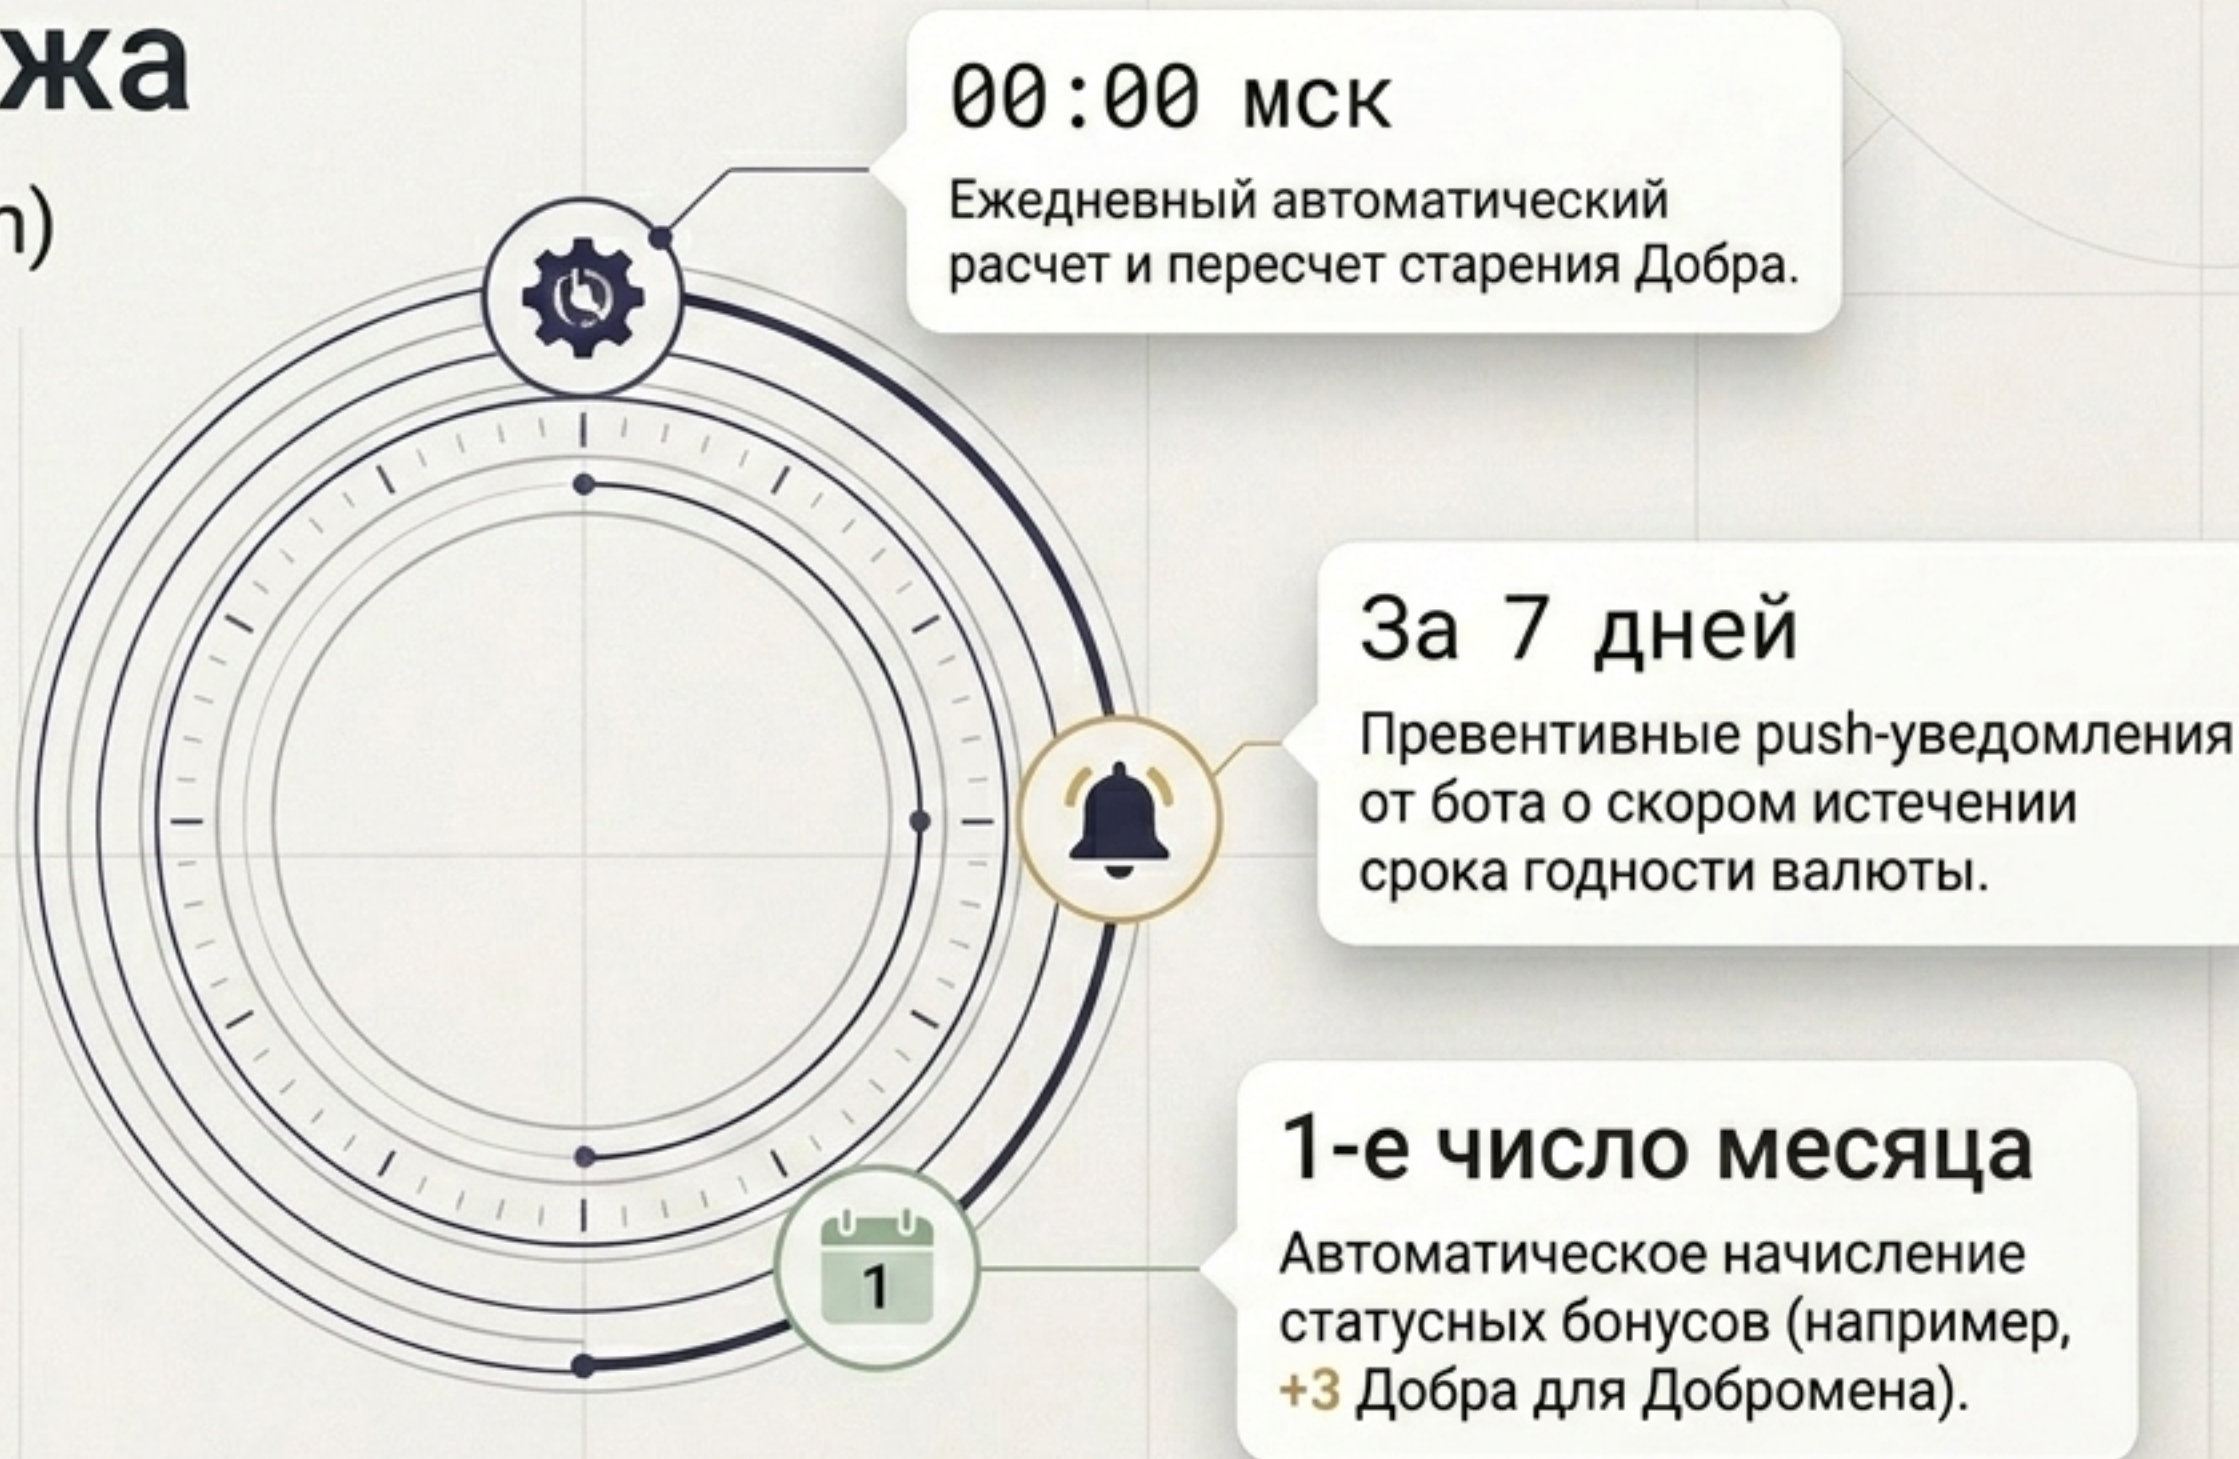 жа
00:00 мск
Ежедневный автоматический
расчет и пересчет старения Добра.
За 7 дней
Превентивные push-уведомления
от бота о скором истечении
срока годности валюты.
1
1-е число месяца
Автоматическое начисление
статусных бонусов (например,
+3 Добра для Добромена).